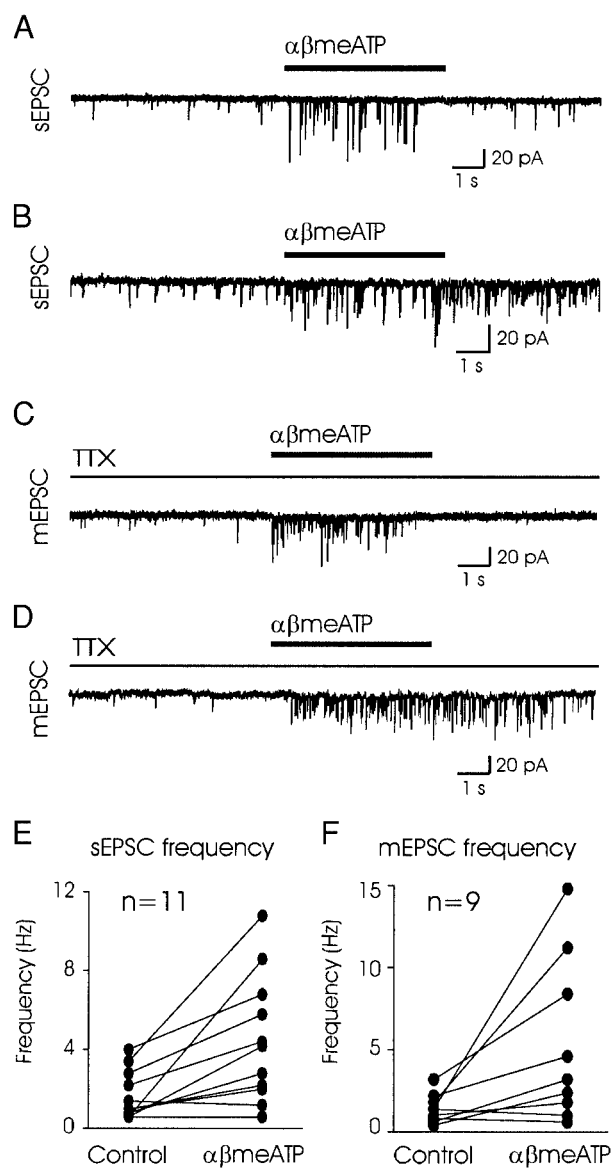 A
αβmeATP
sEPSC
20 pA
1 s
B
αβmeATP
sEPSC
20 pA
1 s
C
αβmeATP
TTX
mEPSC
20 pA
1 s
D
αβmeATP
TTX
mEPSC
20 pA
1 s
E
sEPSC frequency
12
n=11
8
Frequency (Hz)
4
0
Control αβmeATP
F
mEPSC frequency
15
n=9
10
Frequency (Hz)
5
0
Control αβmeATP